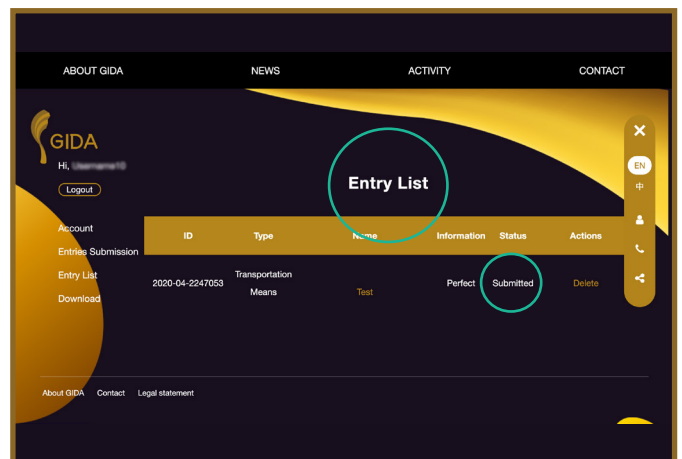 ABOUT GIDA NEWS ACTIVITY CONTACT
GIDA
Hi,
Logout
Account
Entries Submission
Entry List
Download
Entry List
ID Type Name Information Status Actions
2020-04-2247053 Transportation Means Test Perfect Submitted Delete
EN
中
About GIDA Contact Legal statement